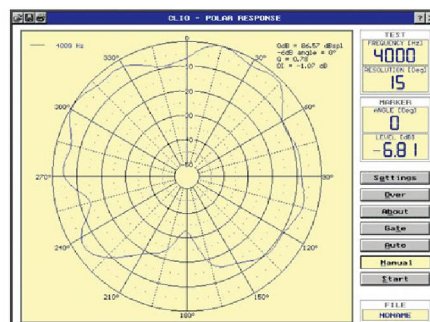 CLIO - POLAR RESPONSE
4000 Hz
0dB = 86.57 dBspl
-6dB angle = 0°
Q = 0.78
DI = -1.07 dB
0
330°
30°
300°
270°
240°
120°
210°
150°
180°
TEST
FREQUENCY [Hz]
4000
RESOLUTION [Deg]
15
MARKER
ANGLE [Deg]
0
LEVEL [dB]
-6.81
Settings
Over
About
Gate
Auto
Manual
Start
FILE
NONAME